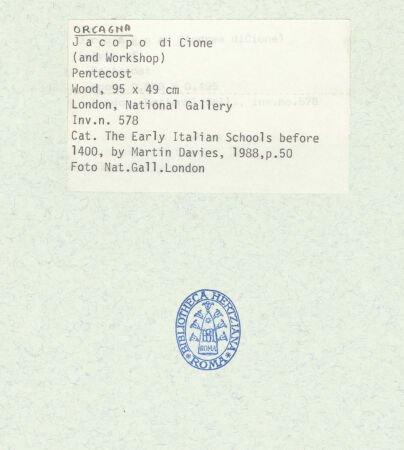 ORCAGNA
Jacopo di Cione
(and Workshop)
Pentecost
Wood, 95 x 49 cm
London, National Gallery
Inv.n. 578
Cat. The Early Italian Schools before
1400, by Martin Davies, 1988,p.50
Foto Nat.Gall.London
BIBLIOTHECA HERTZIANA
ROMA
ROMA